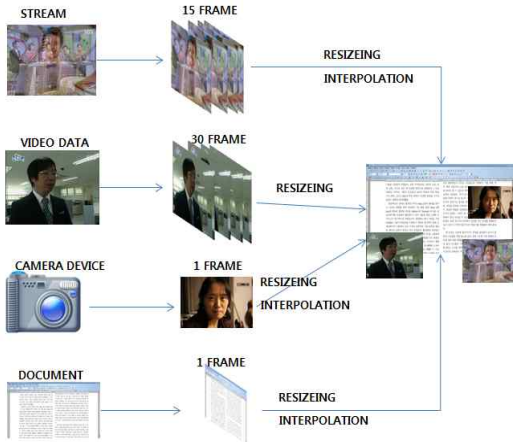 STREAM
15 FRAME
RESIZEING
INTERPOLATION
VIDEO DATA
30 FRAME
RESIZEING
CAMERA DEVICE
1 FRAME
RESIZEING
INTERPOLATION
DOCUMENT
1 FRAME
RESIZEING
INTERPOLATION